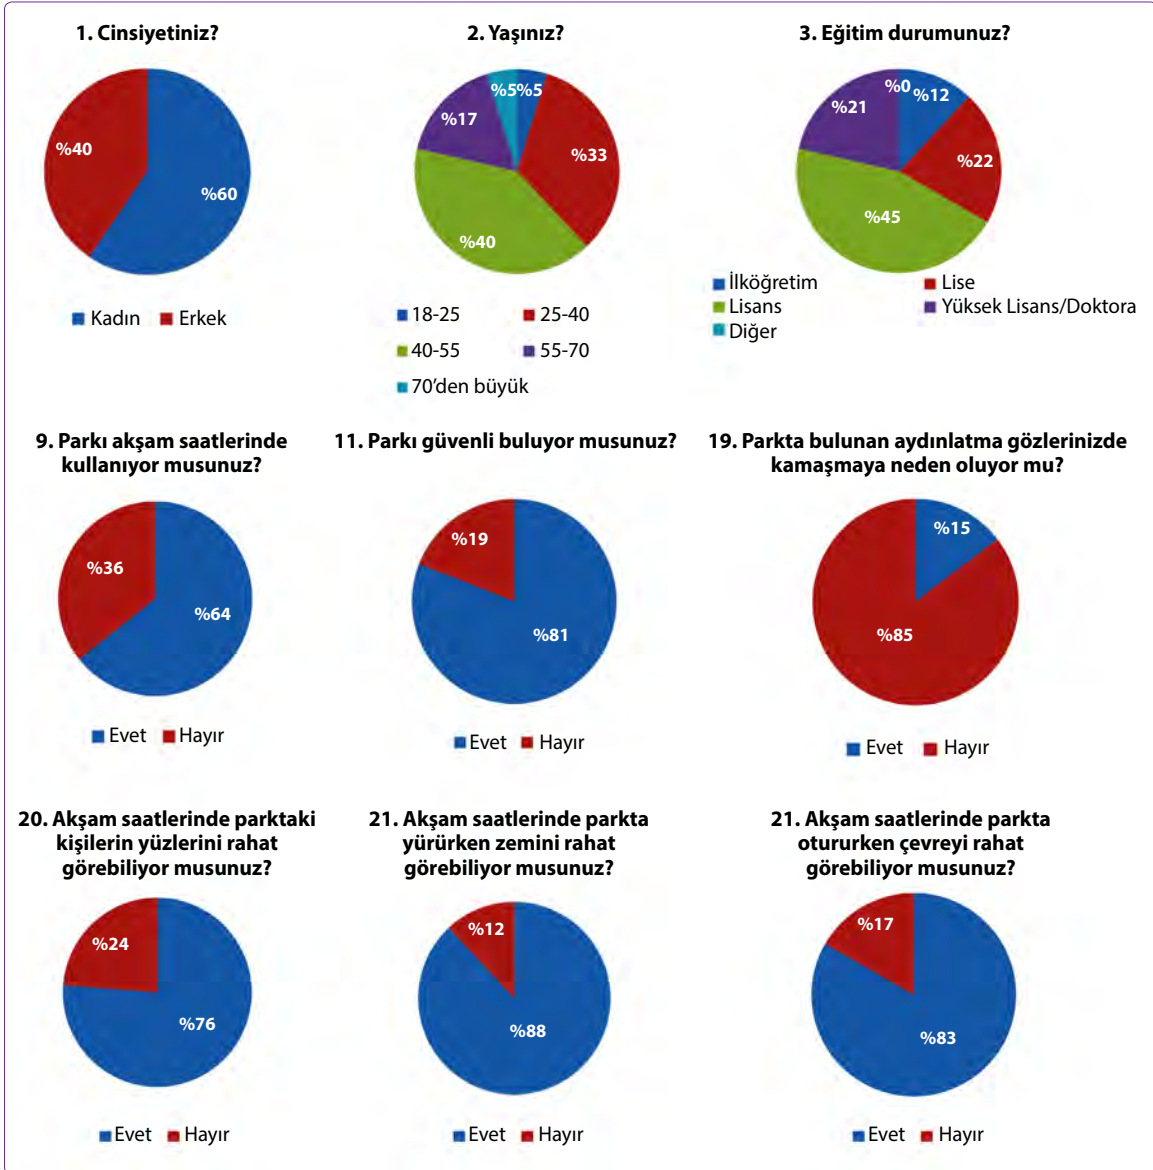 1. Cinsiyetiniz?
%40
%60
Kadın Erkek
2. Yaşınız?
%5 %5
%17
%33
%40
18-25 25-40
40-55 55-70
70'den büyük
3. Eğitim durumunuz?
%0 %12
%21
%22
%45
İlköğretim Lise
Lisans Yüksek Lisans/Doktora
Diğer
9. Parkı akşam saatlerinde
kullanıyor musunuz?
%36
%64
Evet Hayır
11. Parkı güvenli buluyor musunuz?
%19
%81
Evet Hayır
19. Parkta bulunan aydınlatma gözlerinizde
kamaşmaya neden oluyor mu?
%15
%85
Evet Hayır
20. Akşam saatlerinde parktaki
kişilerin yüzlerini rahat
görebiliyor musunuz?
%24
%76
Evet Hayır
21. Akşam saatlerinde parkta
yürürken zemini rahat
görebiliyor musunuz?
%12
%88
Evet Hayır
21. Akşam saatlerinde parkta
otururken çevreyi rahat
görebiliyor musunuz?
%17
%83
Evet Hayır